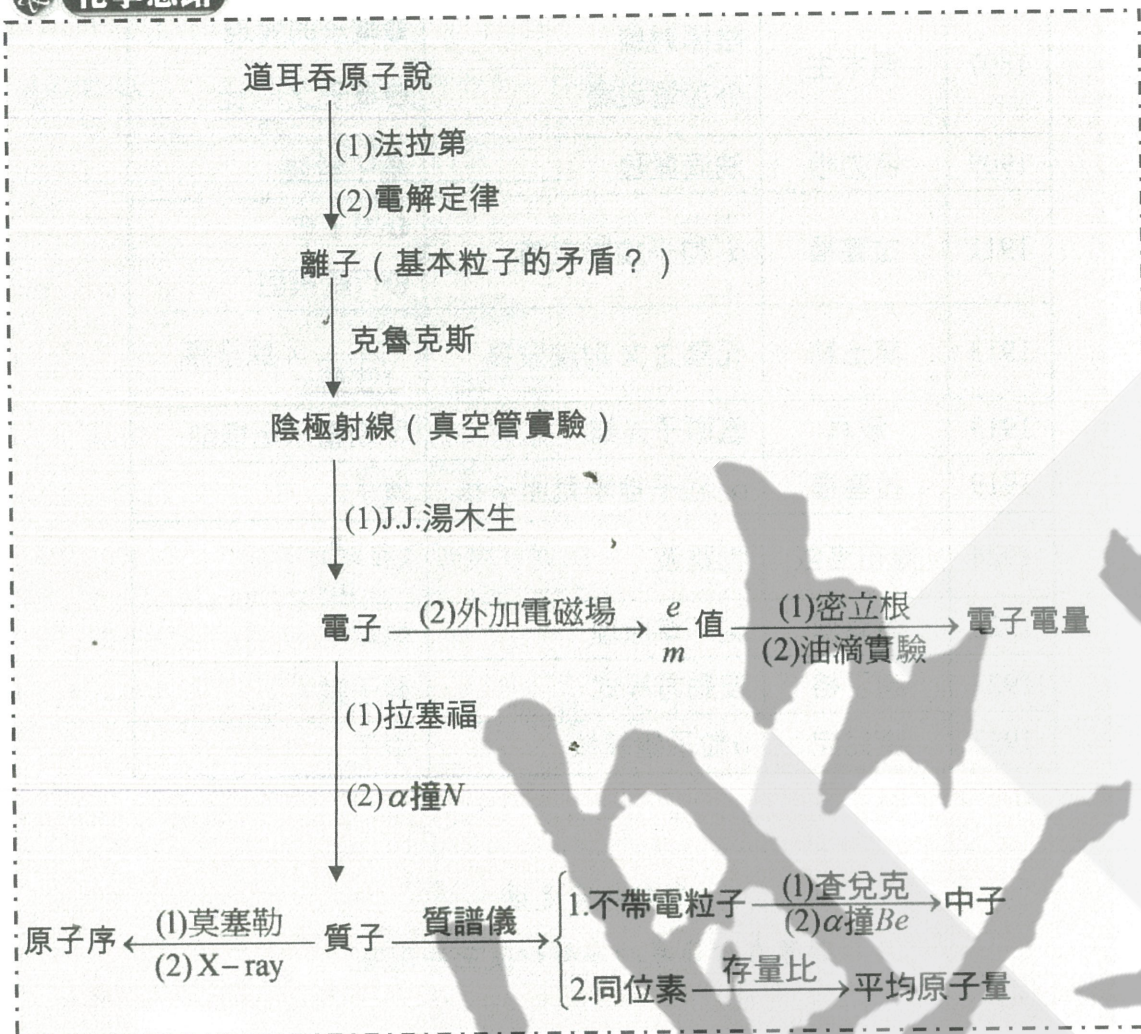 道耳吞原子說
(1)法拉第
(2)電解定律
離子（基本粒子的矛盾？）
克魯克斯
陰極射線（真空管實驗）
(1)J.J.湯木生
電子 (2)外加電磁場 e/m 值 (1)密立根 (2)油滴實驗 電子電量
(1)拉塞福
(2)α撞N
1.不帶電粒子 (1)查兌克 (2)α撞Be 中子
原子序 (1)莫塞勒 (2)X-ray 質子 質譜儀
2.同位素 存量比 平均原子量